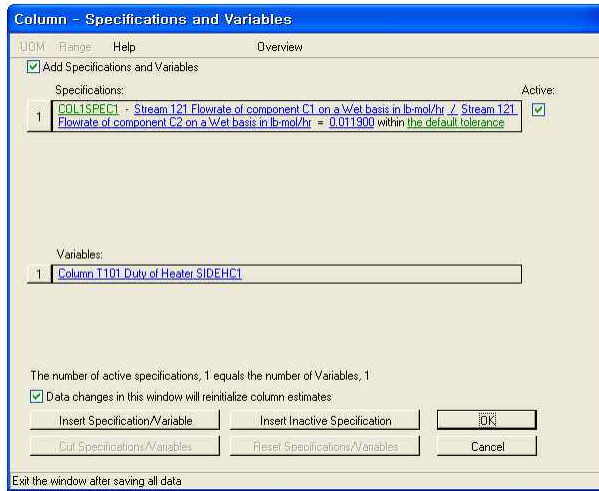 Column - Specifications and Variables
UOM Range Help Overview
Add Specifications and Variables
Specifications: Active:
1 COL1SPEC1 - Stream 121 Flowrate of component C1 on a Wet basis in lb-mol/hr / Stream 121
Flowrate of component C2 on a Wet basis in lb-mol/hr = 0.011900 within the default tolerance
Variables:
1 Column T101 Duty of Heater SIDEHC1
The number of active specifications, 1 equals the number of Variables, 1
Data changes in this window will reinitialize column estimates
Insert Specification/Variable Insert Inactive Specification OK
Cut Specifications/Variables Reset Specifications/Variables Cancel
Exit the window after saving all data